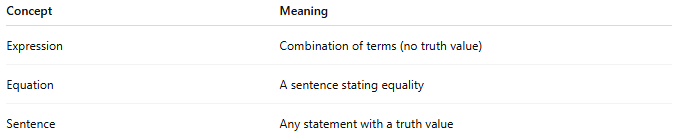 Concept Meaning
Expression Combination of terms (no truth value)
Equation A sentence stating equality
Sentence Any statement with a truth value